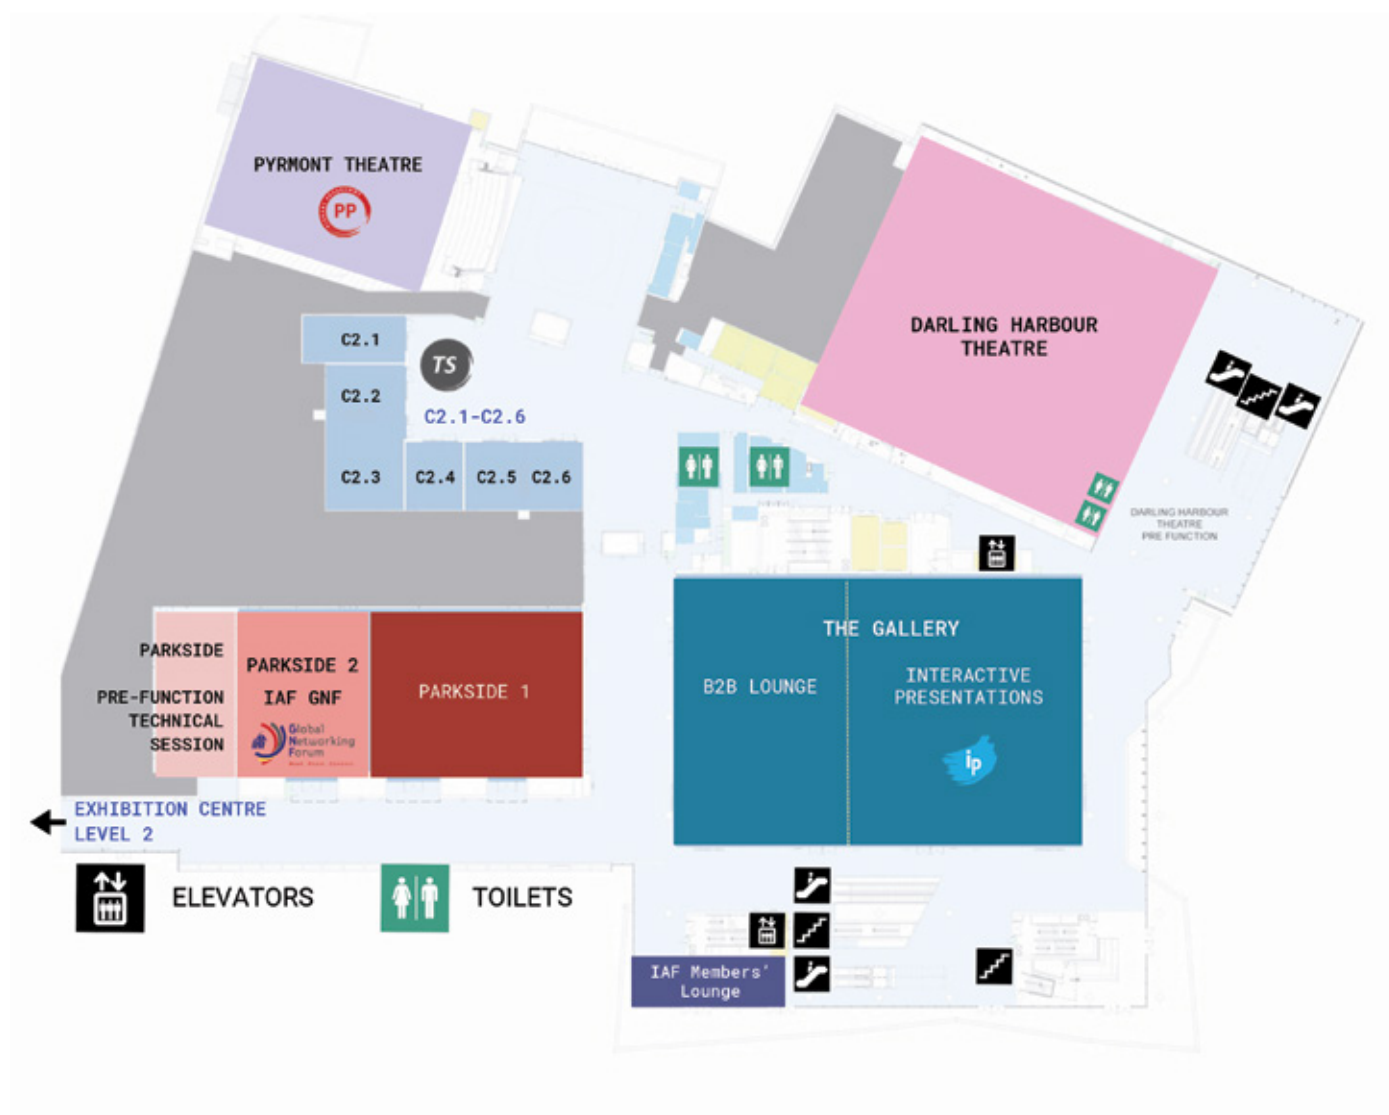 PYRMONT THEATRE
PP
DARLING HARBOUR
THEATRE
C2.1
TS
C2.2
C2.1-C2.6
C2.3
C2.4
C2.5
C2.6
DARLING HARBOUR
THEATRE
PRE FUNCTION
PARKSIDE
PRE-FUNCTION
TECHNICAL
SESSION
PARKSIDE 2
IAF GNF
Global
Networking
Forum
PARKSIDE 1
THE GALLERY
B2B LOUNGE
INTERACTIVE
PRESENTATIONS
ip
EXHIBITION CENTRE
LEVEL 2
ELEVATORS
TOILETS
IAF Members'
Lounge